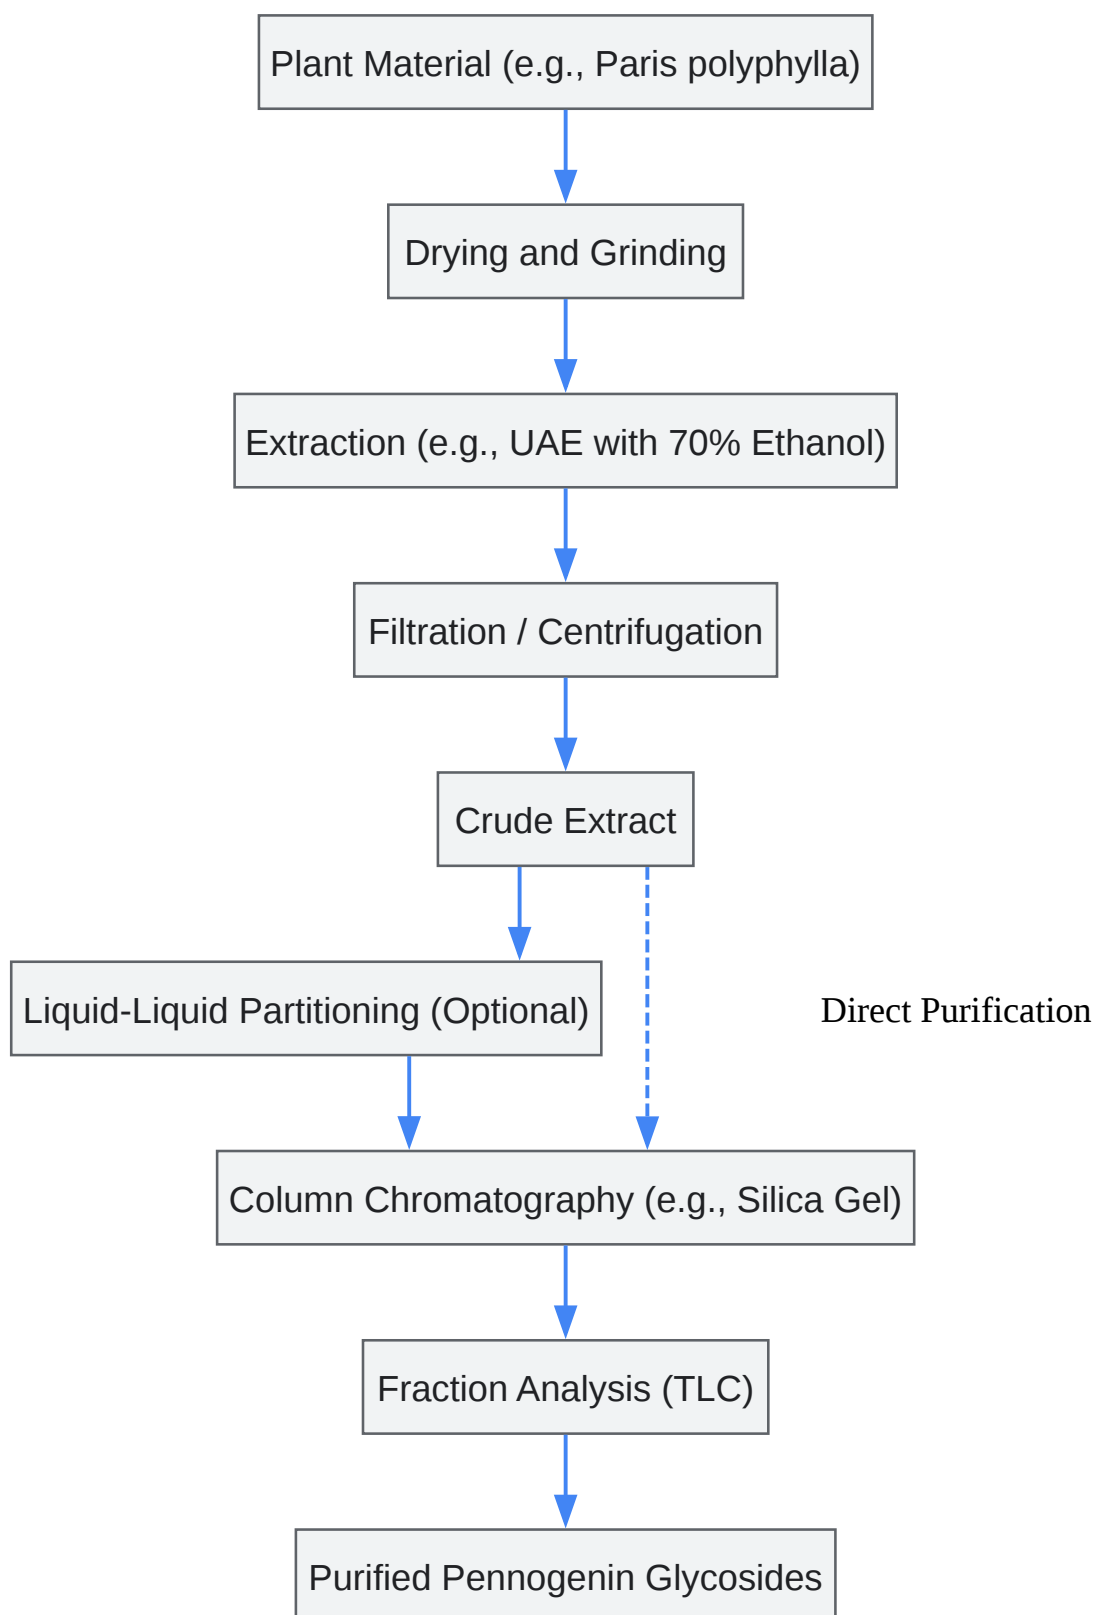 Plant Material (e.g., Paris polyphylla)
Drying and Grinding
Extraction (e.g., UAE with 70% Ethanol)
Filtration / Centrifugation
Crude Extract
Liquid-Liquid Partitioning (Optional)
Direct Purification
Column Chromatography (e.g., Silica Gel)
Fraction Analysis (TLC)
Purified Pennogenin Glycosides